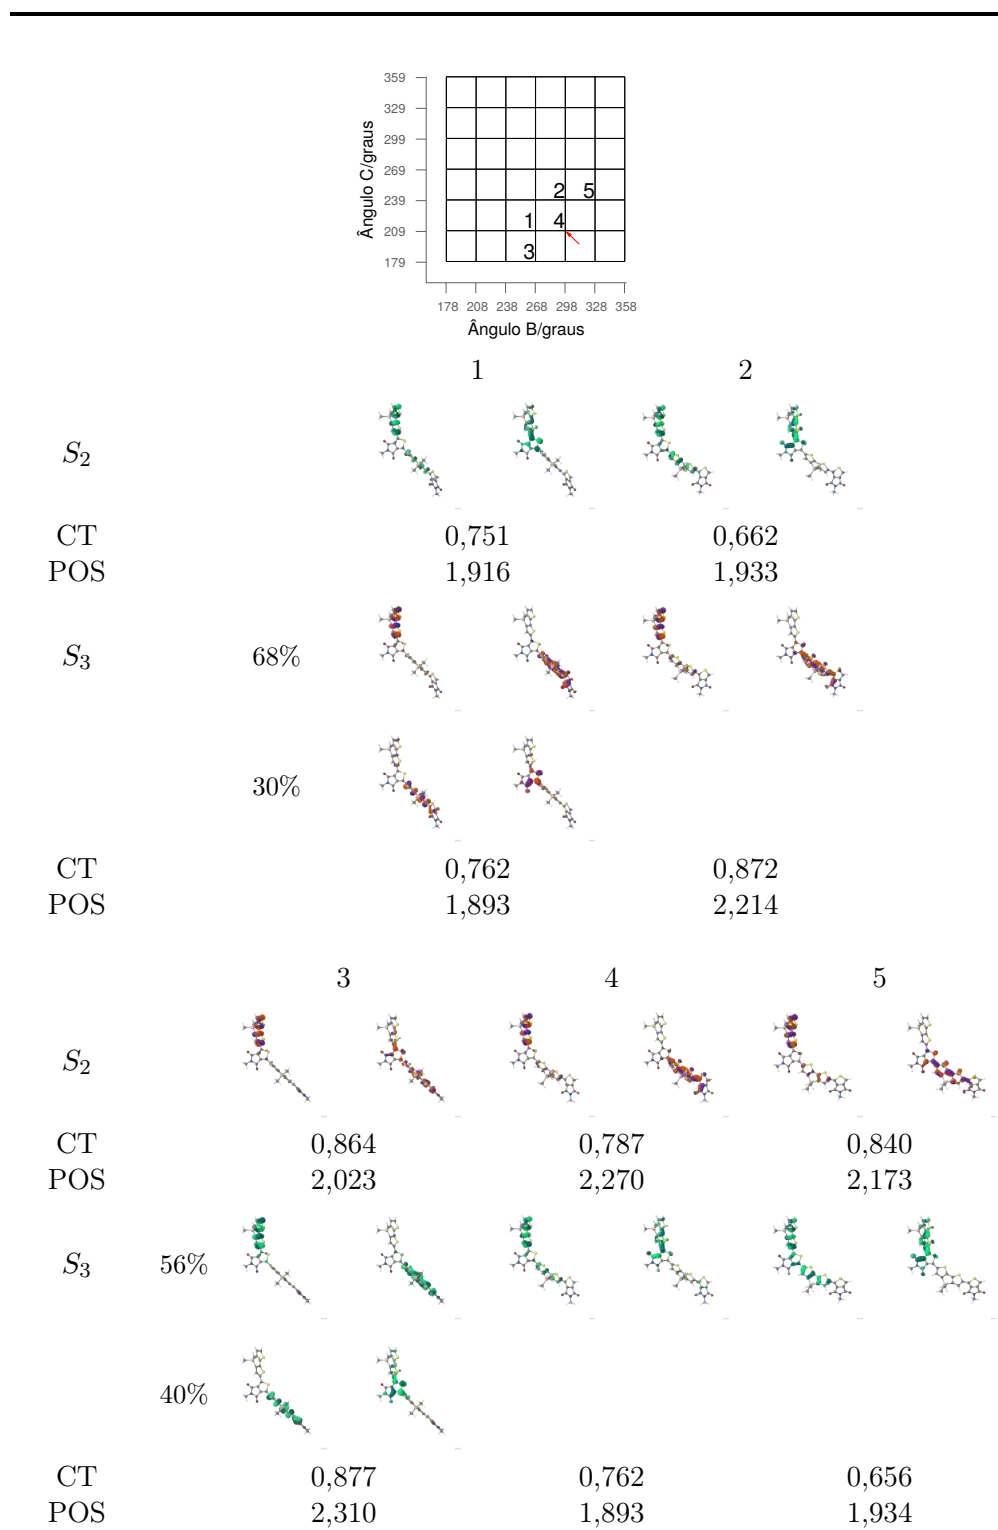 359
329
299
269
239
209
179
Ângulo C/graus
2 5
1 4
3
178 208 238 268 298 328 358
Ângulo B/graus
1 2
S2
CT 0,751 0,662
POS 1,916 1,933
S3 68%
30%
CT 0,762 0,872
POS 1,893 2,214
3 4 5
S2
CT 0,864 0,787 0,840
POS 2,023 2,270 2,173
S3 56%
40%
CT 0,877 0,762 0,656
POS 2,310 1,893 1,934